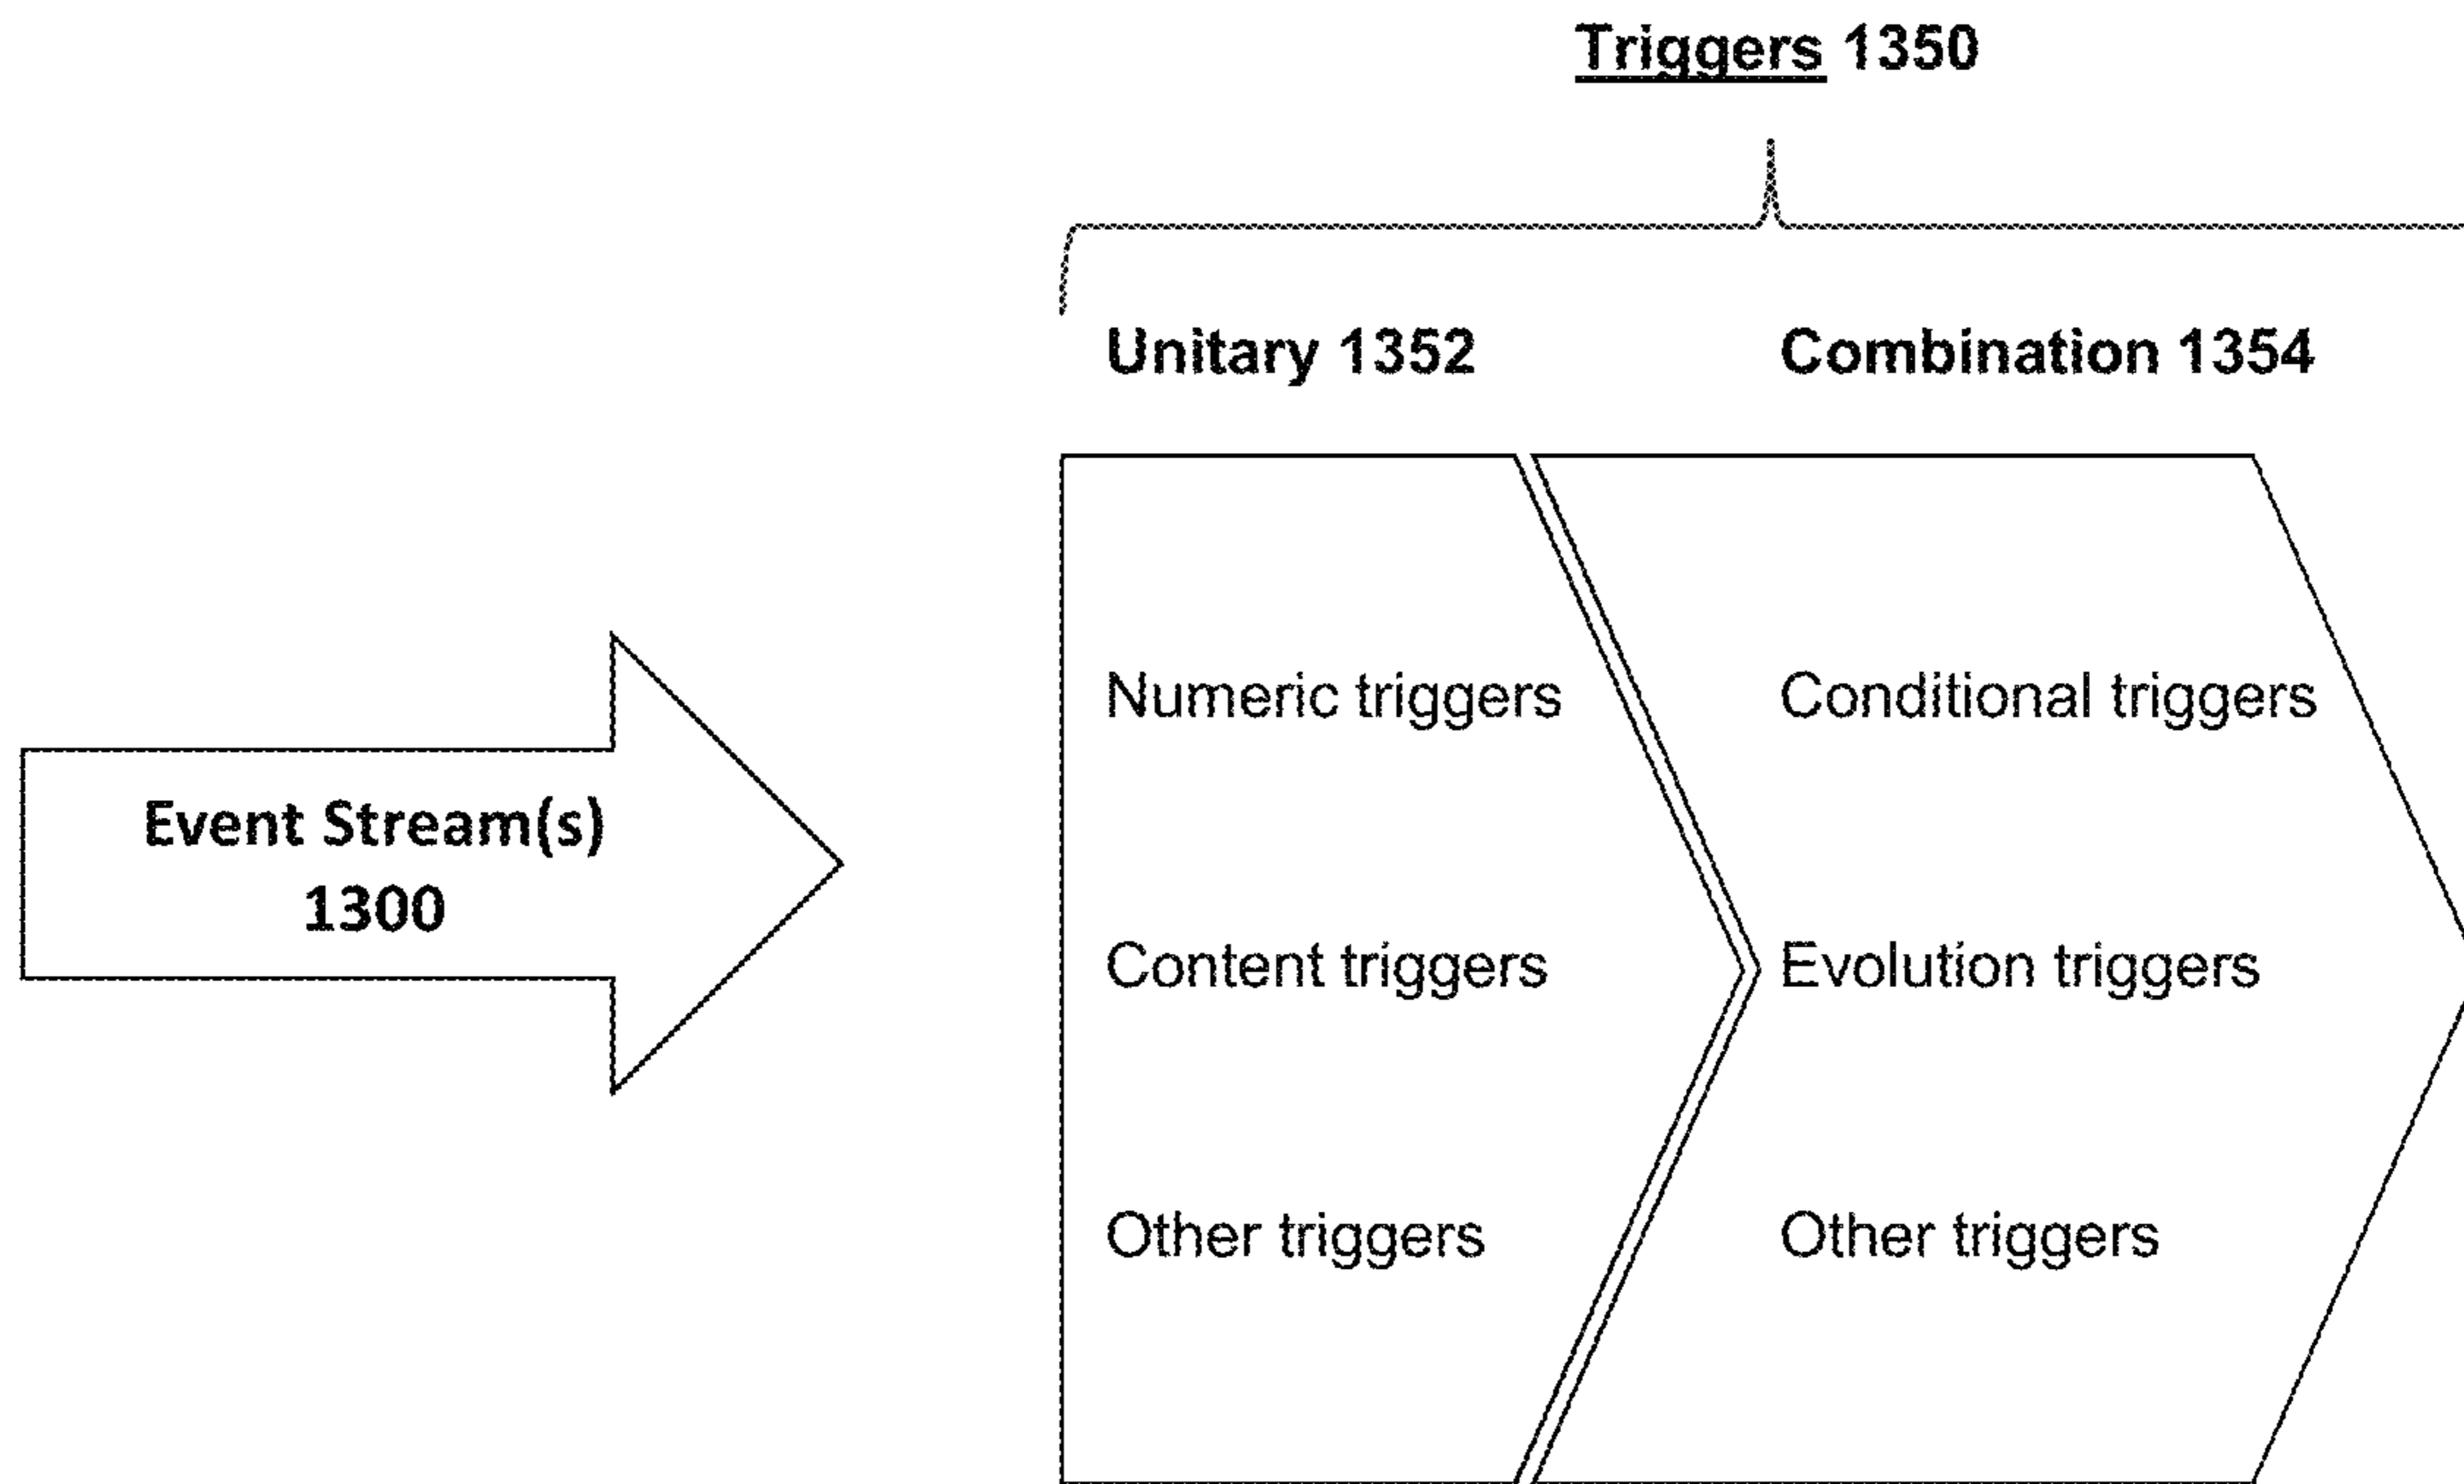 Triggers 1350
Unitary 1352
Combination 1354
Numeric triggers
Conditional triggers
Event Stream(s)
1300
Content triggers
Evolution triggers
Other triggers
Other triggers